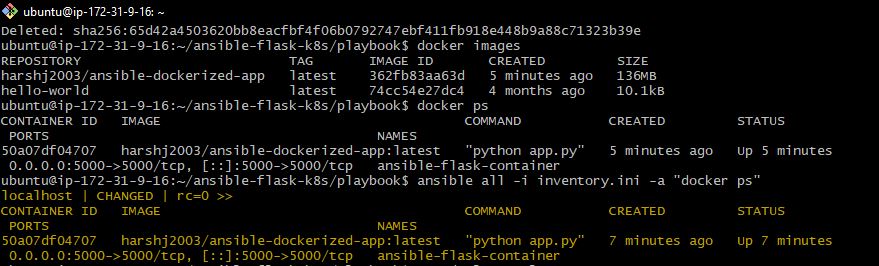 ubuntu@ip-172-31-9-16: ~
Deleted: sha256:65d42a4503620bb8eacfbf4f06b0792747ebf411fb918e448b9a88c71323b39e
ubuntu@ip-172-31-9-16:~/ansible-flask-k8s/playbook$ docker images
REPOSITORY TAG IMAGE ID CREATED SIZE
harshj2003/ansible-dockerized-app latest 362fb83aa63d 5 minutes ago 136MB
hello-world latest 74cc54e27dc4 4 months ago 10.1kB
ubuntu@ip-172-31-9-16:~/ansible-flask-k8s/playbook$ docker ps
CONTAINER ID IMAGE COMMAND CREATED STATUS
PORTS NAMES
50a07df04707 harshj2003/ansible-dockerized-app:latest "python app.py" 5 minutes ago Up 5 minutes
0.0.0.0:5000->5000/tcp, [::]:5000->5000/tcp ansible-flask-container
ubuntu@ip-172-31-9-16:~/ansible-flask-k8s/playbook$ ansible all -i inventory.ini -a "docker ps"
localhost | CHANGED | rc=0 >>
CONTAINER ID IMAGE COMMAND CREATED STATUS
PORTS NAMES
50a07df04707 harshj2003/ansible-dockerized-app:latest "python app.py" 7 minutes ago Up 7 minutes
0.0.0.0:5000->5000/tcp, [::]:5000->5000/tcp ansible-flask-container